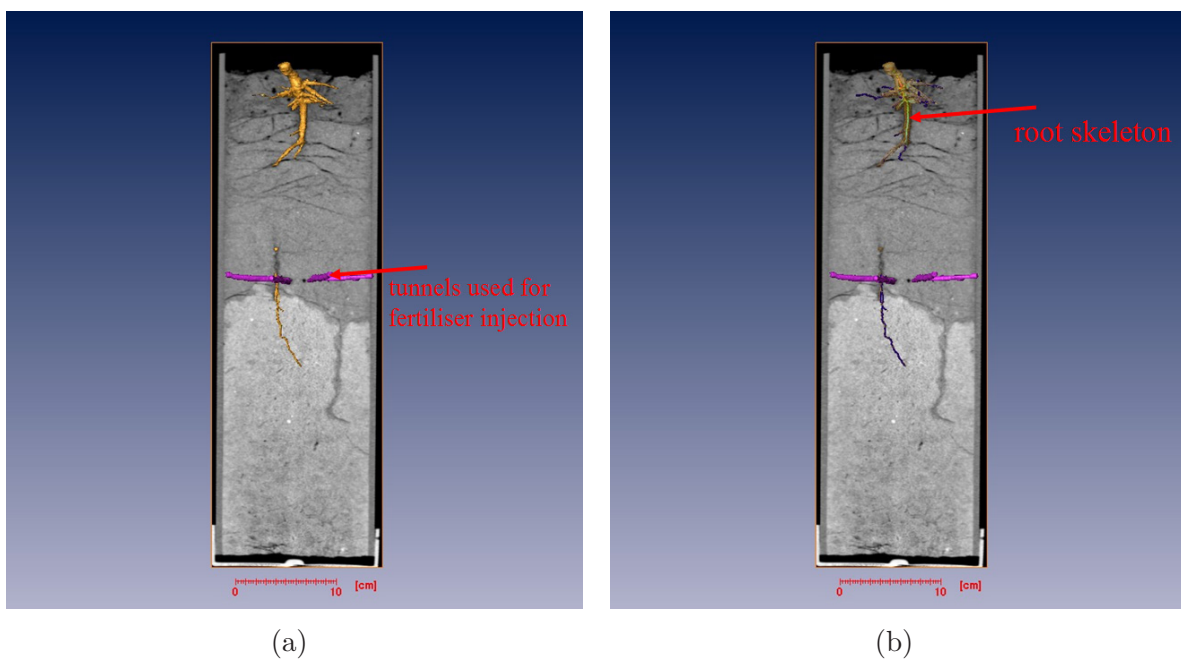 root skeleton
tunnels used for
fertiliser injection
0 10 [cm]
0 10 [cm]
(a) (b)